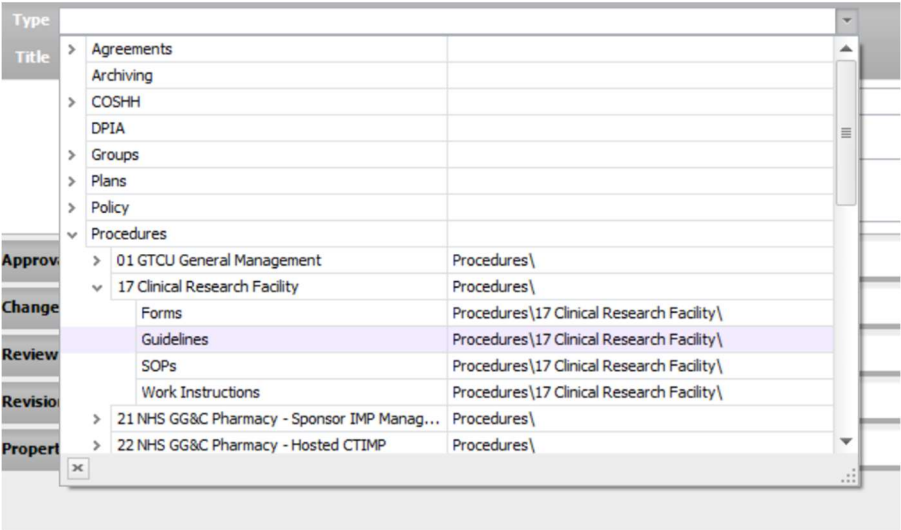 Type
Title
Agreements
Archiving
COSHH
DPIA
Groups
Plans
Policy
Procedures
01 GTCU General Management Procedures\
17 Clinical Research Facility Procedures\
Forms Procedures\17 Clinical Research Facility\
Guidelines Procedures\17 Clinical Research Facility\
SOPs Procedures\17 Clinical Research Facility\
Work Instructions Procedures\17 Clinical Research Facility\
21 NHS GG&C Pharmacy - Sponsor IMP Manag... Procedures\
22 NHS GG&C Pharmacy - Hosted CTIMP Procedures\
Approv
Change
Review
Revisio
Propert